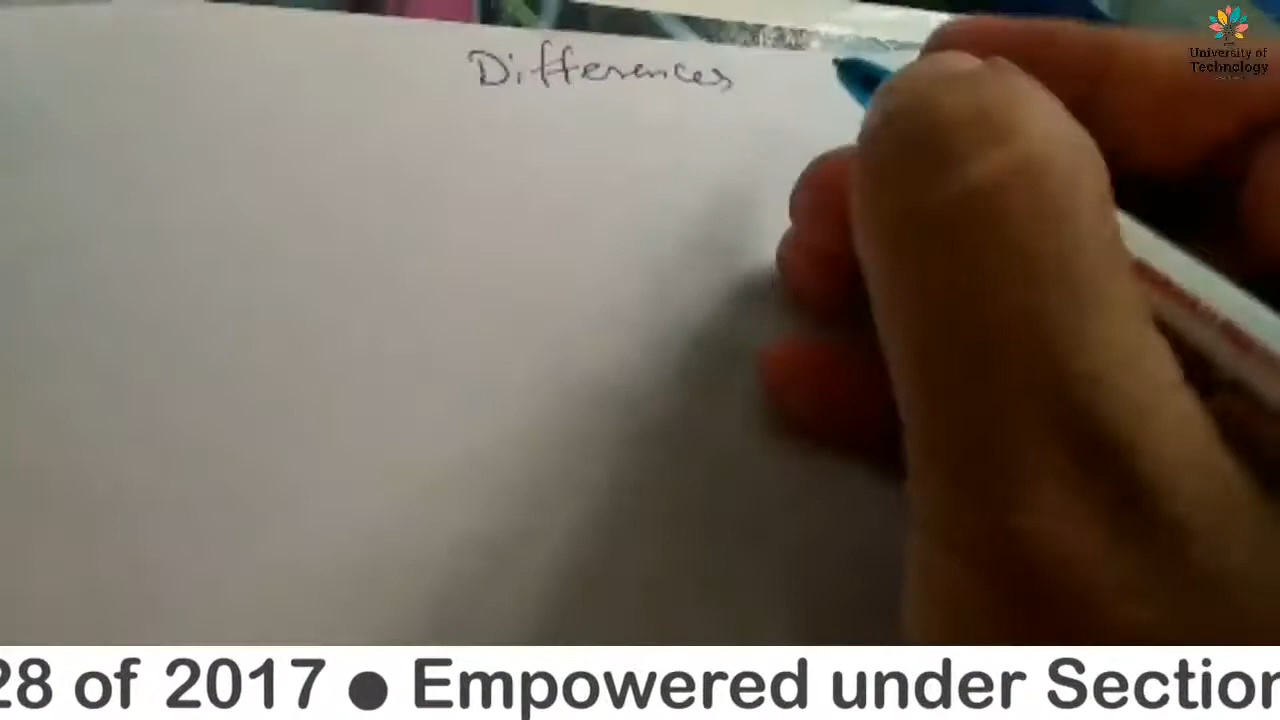 University of
Technology
Differences
28 of 2017 ● Empowered under Section